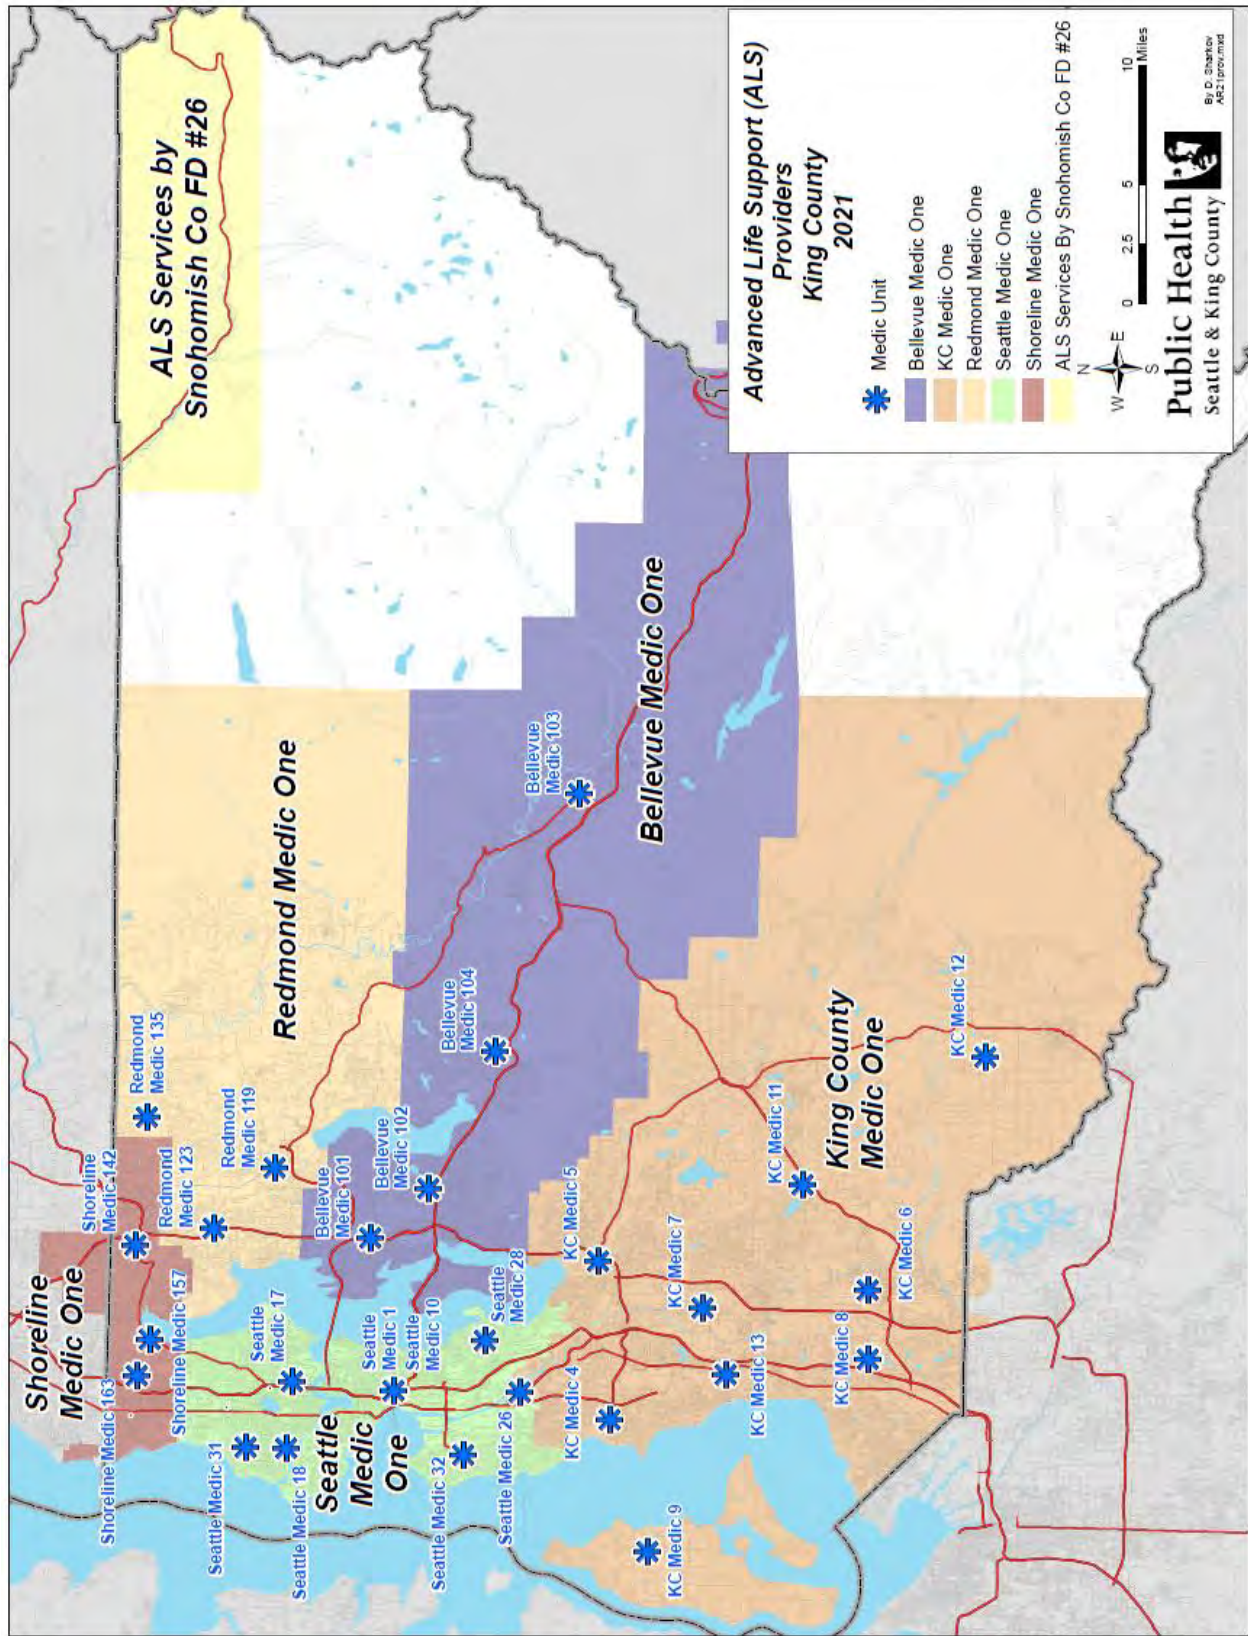 ALS Services by
Snohomish Co FD #26
Shoreline
Medic One
Shoreline
Medic 142
Redmond
Medic 135
Shoreline Medic 163
Shoreline Medic 157
Redmond
Medic 123
Redmond
Medic 119
Redmond Medic One
Seattle Medic 31
Seattle
Medic 17
Seattle Medic 18
Seattle
Medic
One
Bellevue
Medic 101
Bellevue
Medic 102
Seattle
Medic 1
Seattle
Medic 10
Bellevue
Medic 104
Seattle Medic 32
Seattle
Medic 28
Seattle Medic 26
Bellevue
Medic 103
Bellevue Medic One
KC Medic 4
KC Medic 5
KC Medic 9
KC Medic 7
KC Medic 13
KC Medic 11
KC Medic 8
KC Medic 6
King County
Medic One
KC Medic 12
Advanced Life Support (ALS)
Providers
King County
2021
Medic Unit
Bellevue Medic One
KC Medic One
Redmond Medic One
Seattle Medic One
Shoreline Medic One
ALS Services By Snohomish Co FD #26
N
W E
S
0 2.5 5 10
Miles
Public Health
Seattle & King County
By D. Sharkov
AR21prov.mxd